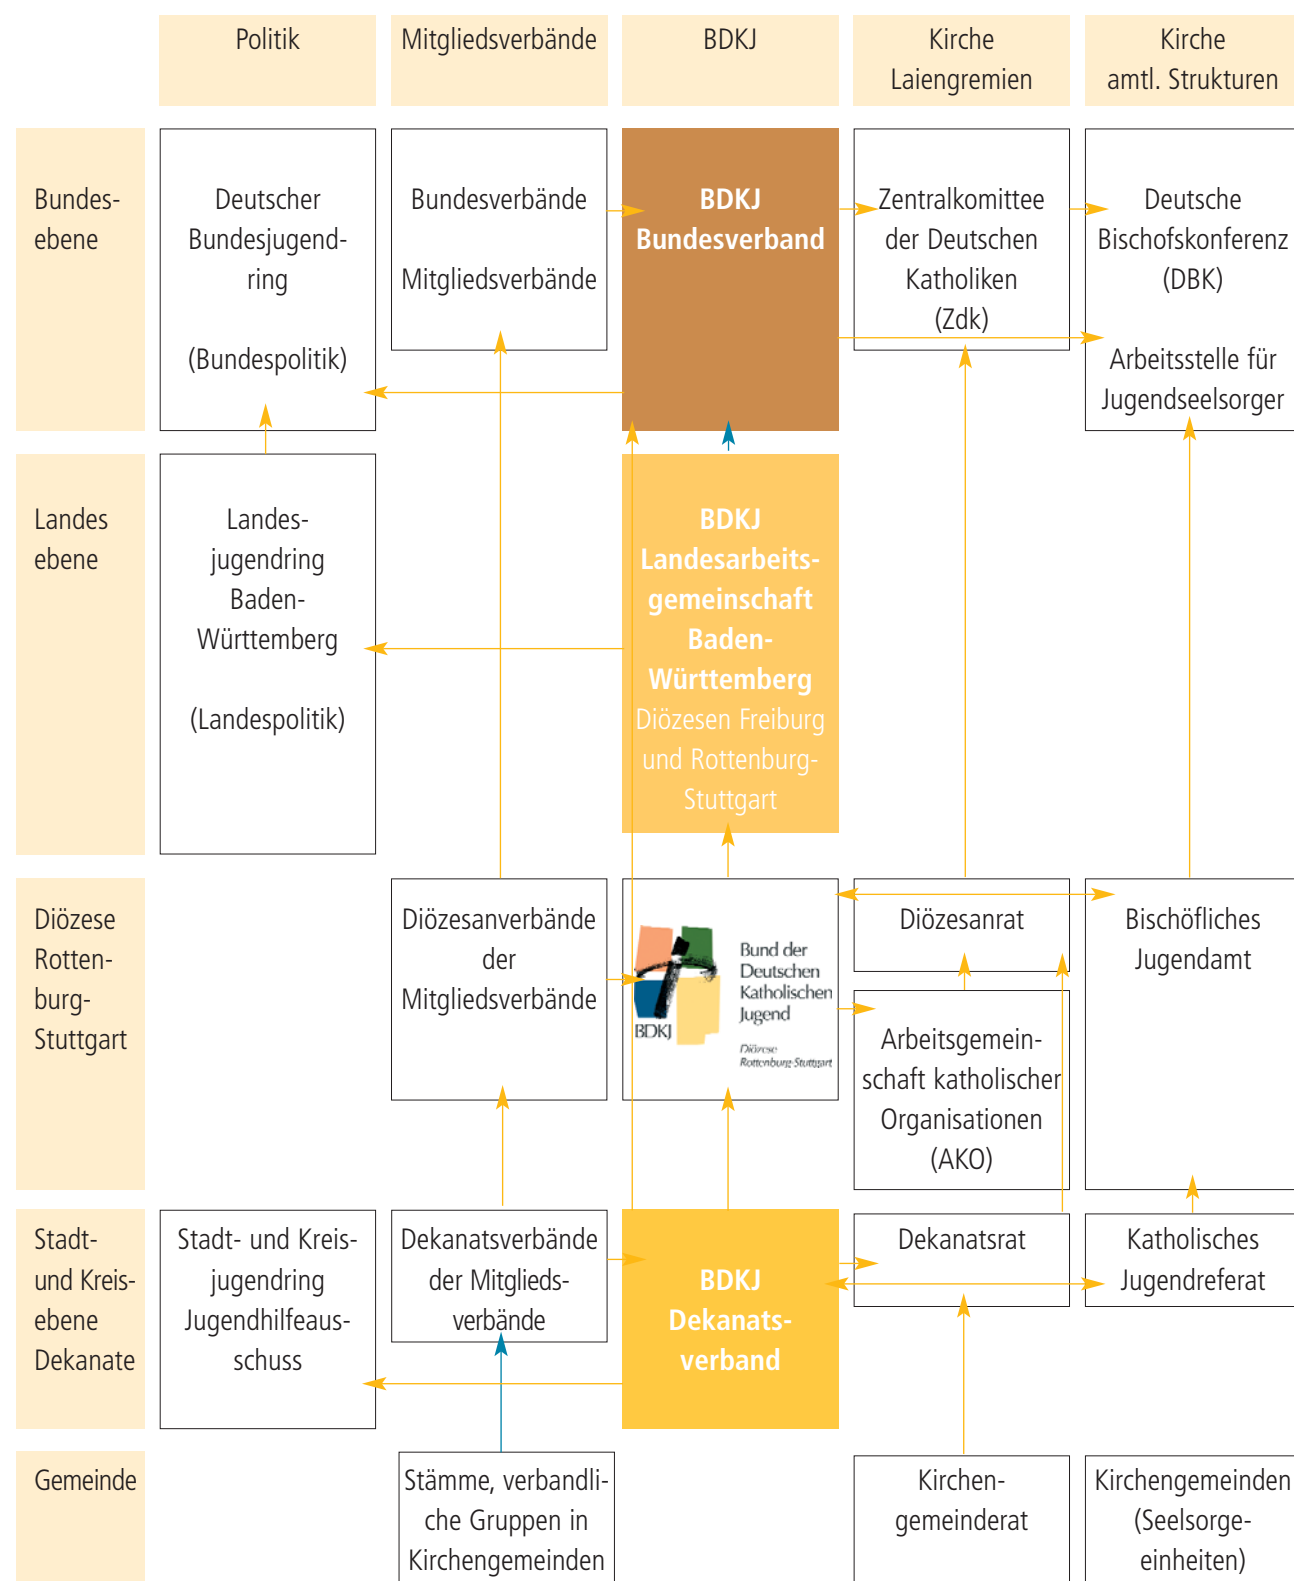 Politik
Mitgliedsverbände
BDKJ
Kirche
Laiengremien
Kirche
amtl. Strukturen
Bundes-
ebene
Deutscher
Bundesjugend-
ring
(Bundespolitik)
Bundesverbände
Mitgliedsverbände
BDKJ
Bundesverband
Zentralkomittee
der Deutschen
Katholiken
(Zdk)
Deutsche
Bischofskonferenz
(DBK)
Arbeitsstelle für
Jugendseelsorger
Landes
ebene
Landes-
jugendring
Baden-
Württemberg
(Landespolitik)
BDKJ
Landesarbeits-
gemeinschaft
Baden-
Württemberg
Diözesen Freiburg
und Rottenburg-
Stuttgart
Diözese
Rotten-
burg-
Stuttgart
Diözesanverbände
der
Mitgliedsverbände
BDKJ
Bund der
Deutschen
Katholischen
Jugend
Diözese
Rottenburg-Stuttgart
Diözesanrat
Arbeitsgemein-
schaft katholischer
Organisationen
(AKO)
Bischöfliches
Jugendamt
Stadt-
und Kreis-
ebene
Dekanate
Stadt- und Kreis-
jugendring
Jugendhilfeaus-
schuss
Dekanatsverbände
der Mitglieds-
verbände
BDKJ
Dekanats-
verband
Dekanatsrat
Katholisches
Jugendreferat
Gemeinde
Stämme, verbandli-
che Gruppen in
Kirchengemeinden
Kirchen-
gemeinderat
Kirchengemeinden
(Seelsorge-
einheiten)